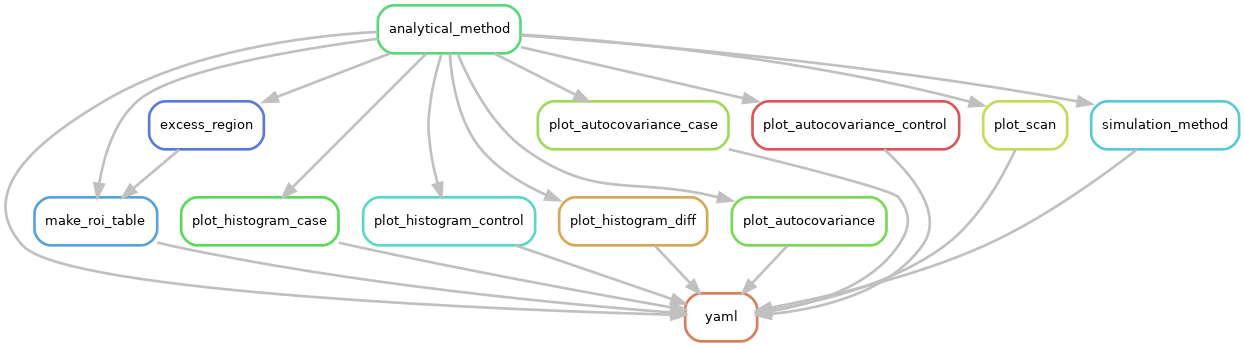 analytical_method
excess_region
plot_autocovariance_case
plot_autocovariance_control
plot_scan
simulation_method
make_roi_table
plot_histogram_case
plot_histogram_control
plot_histogram_diff
plot_autocovariance
yaml